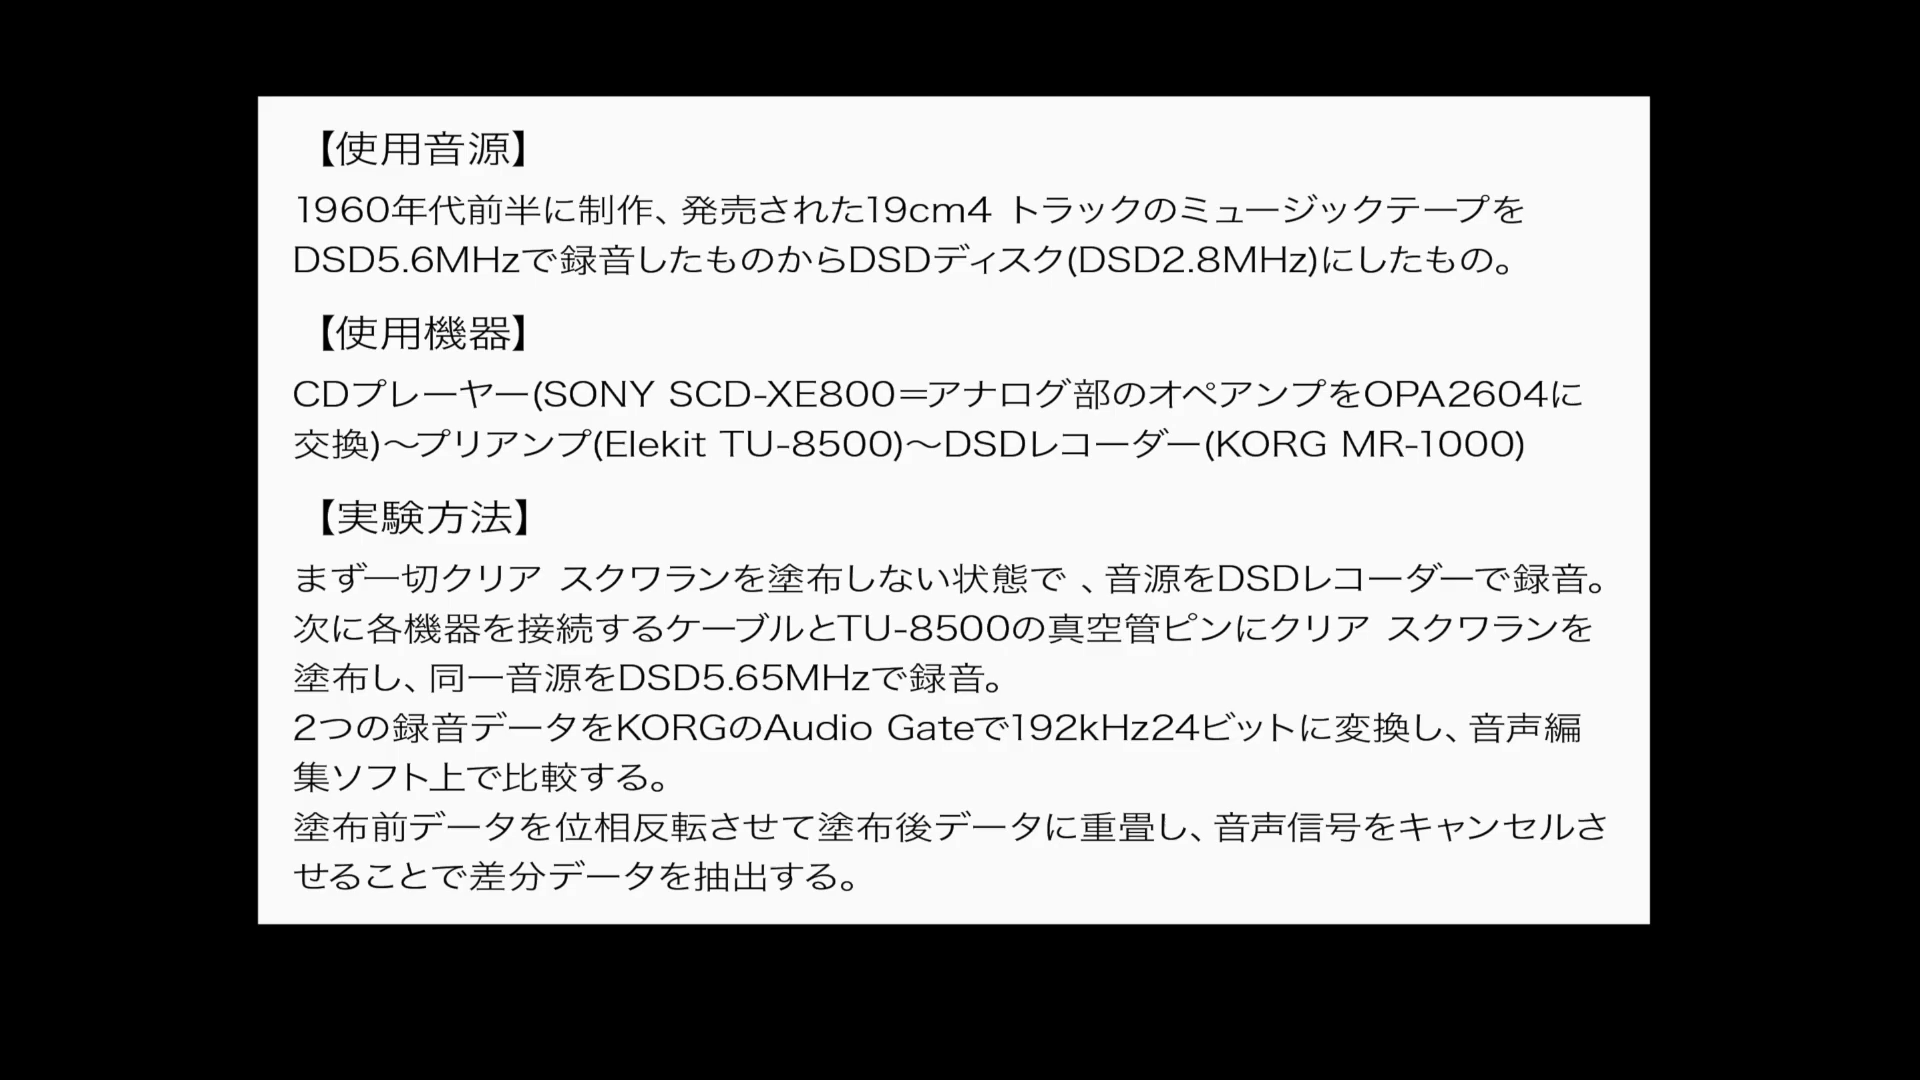 【使用音源】
1960年代前半に制作、発売された19cm4 トラックのミュージックテープを
DSD5.6MHzで録音したものからDSDディスク(DSD2.8MHz)にしたもの。
【使用機器】
CDプレーヤー(SONY SCD-XE800＝アナログ部のオペアンプをOPA2604に
交換)～プリアンプ(Elekit TU-8500)～DSDレコーダー(KORG MR-1000)
【実験方法】
まず一切クリア スクワランを塗布しない状態で 、音源をDSDレコーダーで録音。
次に各機器を接続するケーブルとTU-8500の真空管ピンにクリア スクワランを
塗布し、同一音源をDSD5.65MHzで録音。
2つの録音データをKORGのAudio Gateで192kHz24ビットに変換し、音声編
集ソフト上で比較する。
塗布前データを位相反転させて塗布後データに重畳し、音声信号をキャンセルさ
せることで差分データを抽出する。